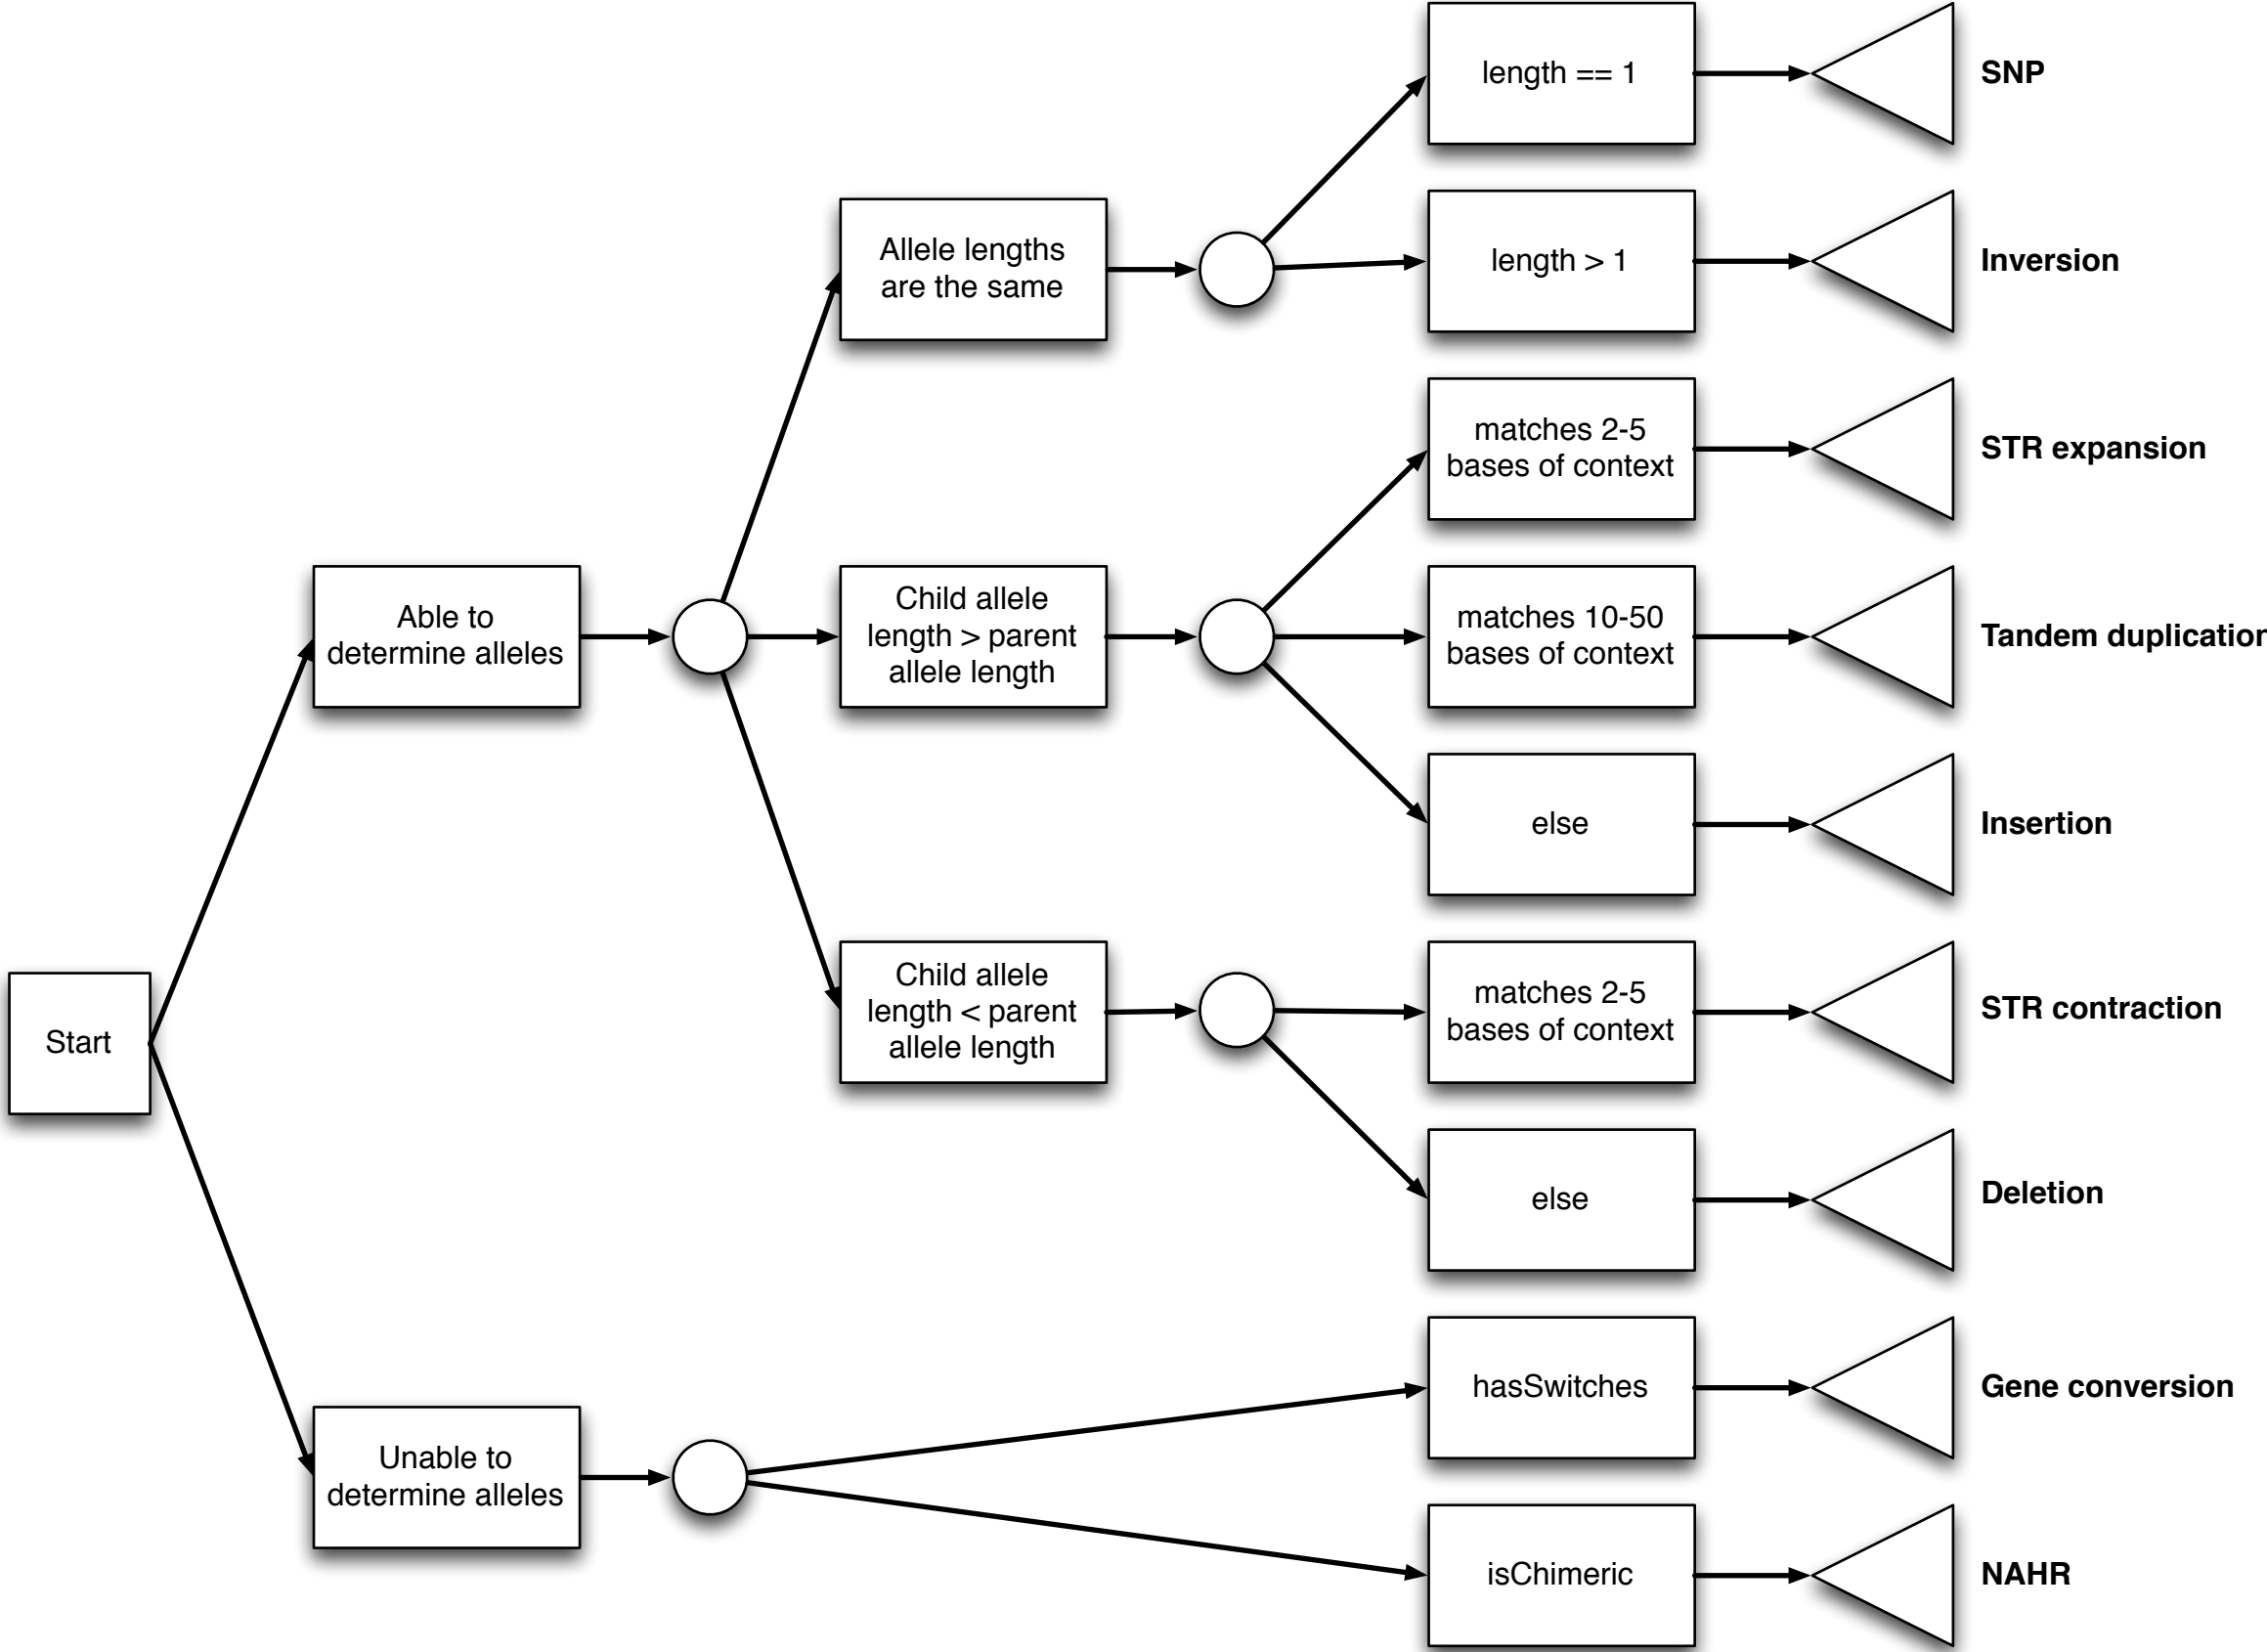 length == 1
SNP
Allele lengths
are the same
length > 1
Inversion
matches 2-5
bases of context
STR expansion
Able to
determine alleles
Child allele
length > parent
allele length
matches 10-50
bases of context
Tandem duplication
else
Insertion
Start
Child allele
length < parent
allele length
matches 2-5
bases of context
STR contraction
else
Deletion
Unable to
determine alleles
hasSwitches
Gene conversion
isChimeric
NAHR